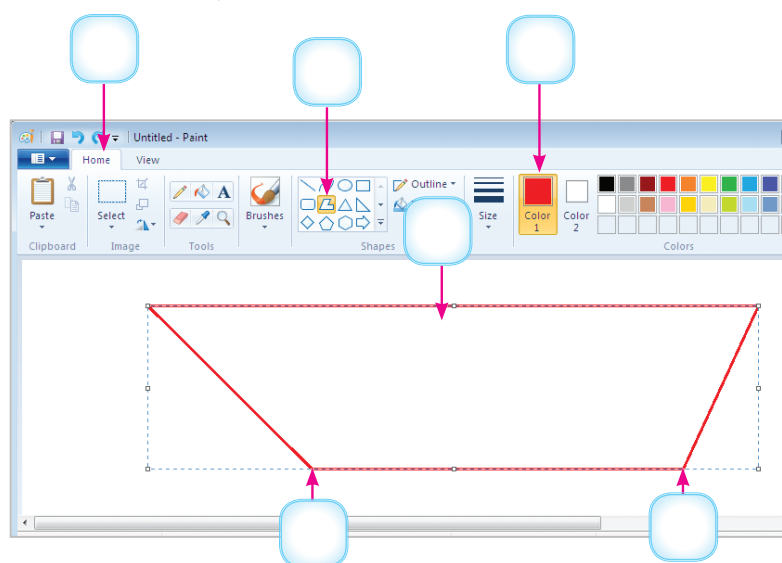 Untitled - Paint
Home View
Outline
A
Paste
Select
Brushes
Size
Color 1
Color 2
Clipboard
Image
Tools
Shapes
Colors